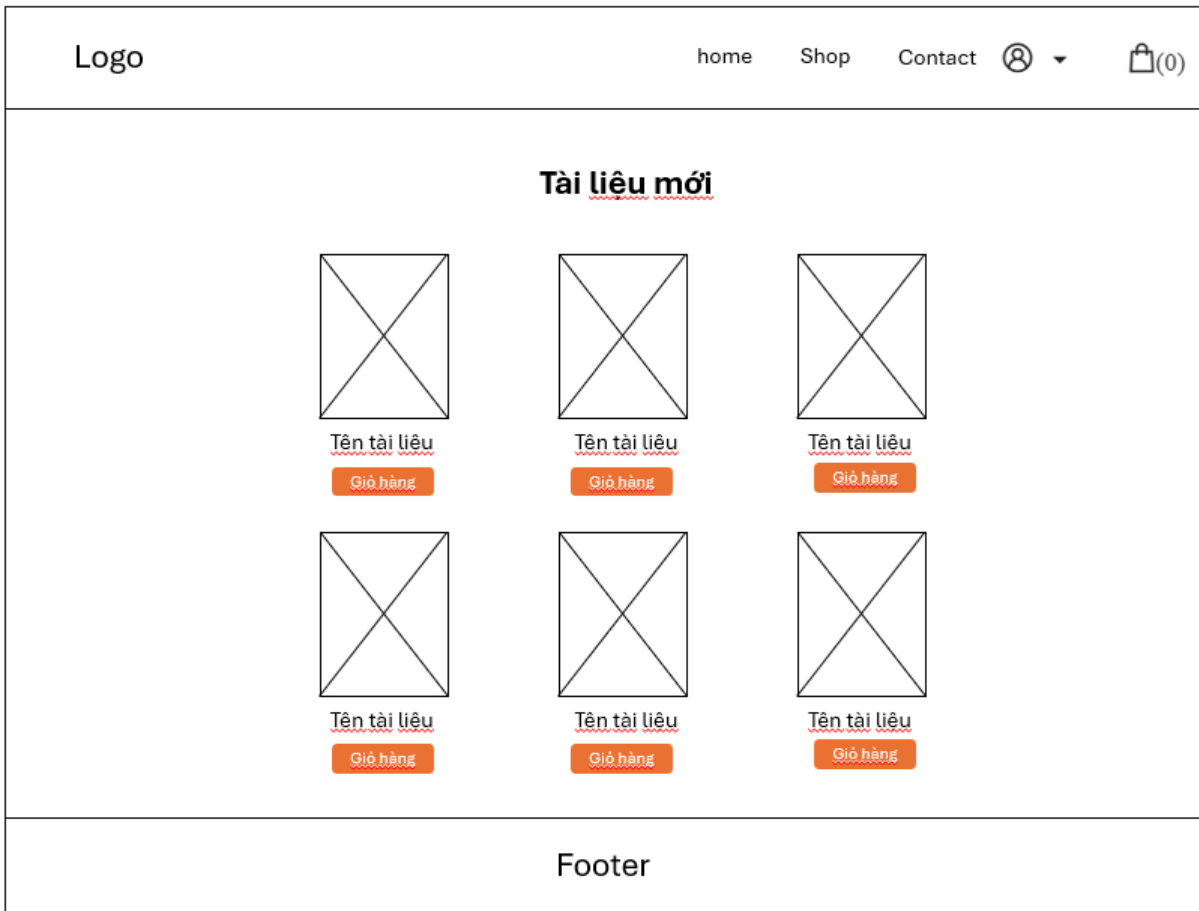 Logo
home Shop Contact (0)
Tài liệu mới
Tên tài liệu Tên tài liệu Tên tài liệu
Giỏ hàng Giỏ hàng Giỏ hàng
Tên tài liệu Tên tài liệu Tên tài liệu
Giỏ hàng Giỏ hàng Giỏ hàng
Footer